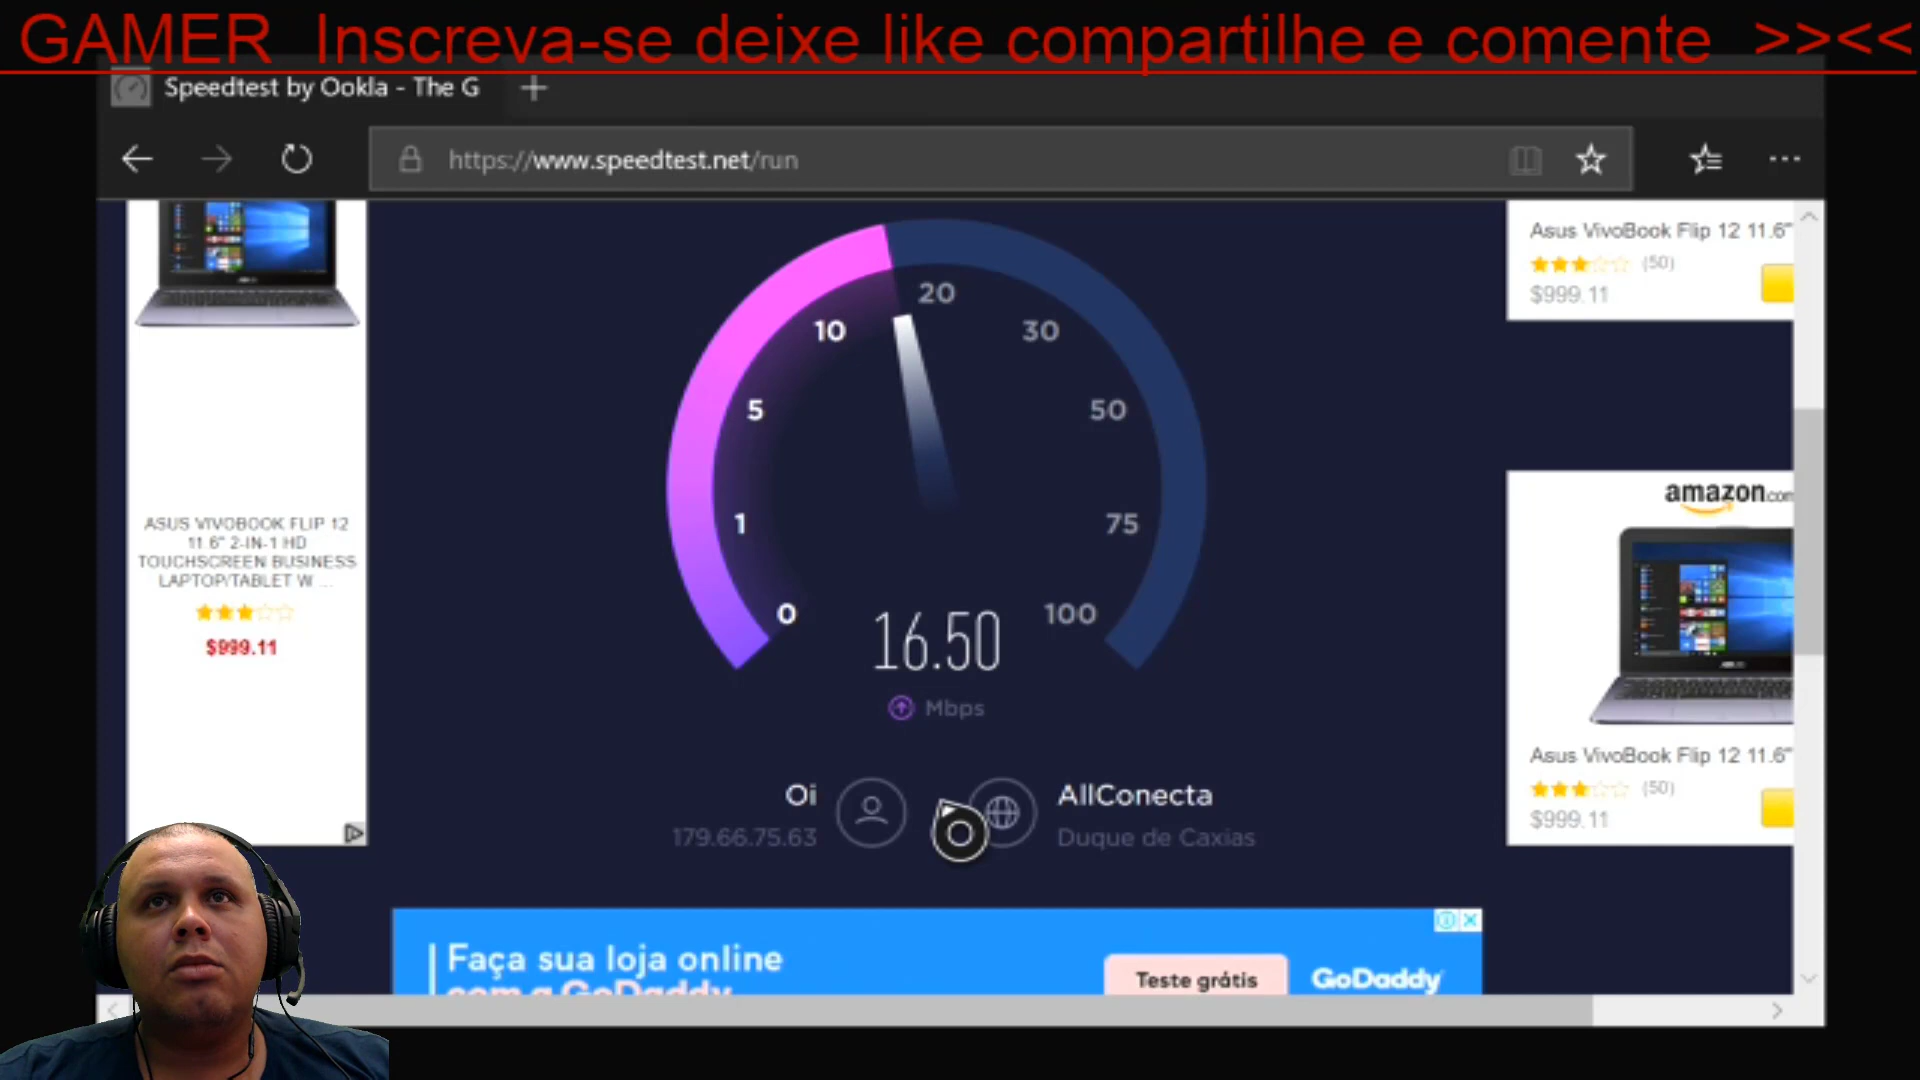 GAMER Inscreva-se deixe like compartilhe e comente >><<
Speedtest by Ookla - The G
https://www.speedtest.net/run
ASUS VIVOBOOK FLIP 12
11.6" 2-IN-1 HD
TOUCHSCREEN BUSINESS
LAPTOP/TABLET W ...
$999.11
0
1
5
10
20
30
50
75
100
16.50
Mbps
Oi
179.66.75.63
AllConecta
Duque de Caxias
Asus VivoBook Flip 12 11.6"
(50)
$999.11
amazon.com
Asus VivoBook Flip 12 11.6"
(50)
$999.11
Faça sua loja online
com a GoDaddy
Teste grátis
GoDaddy